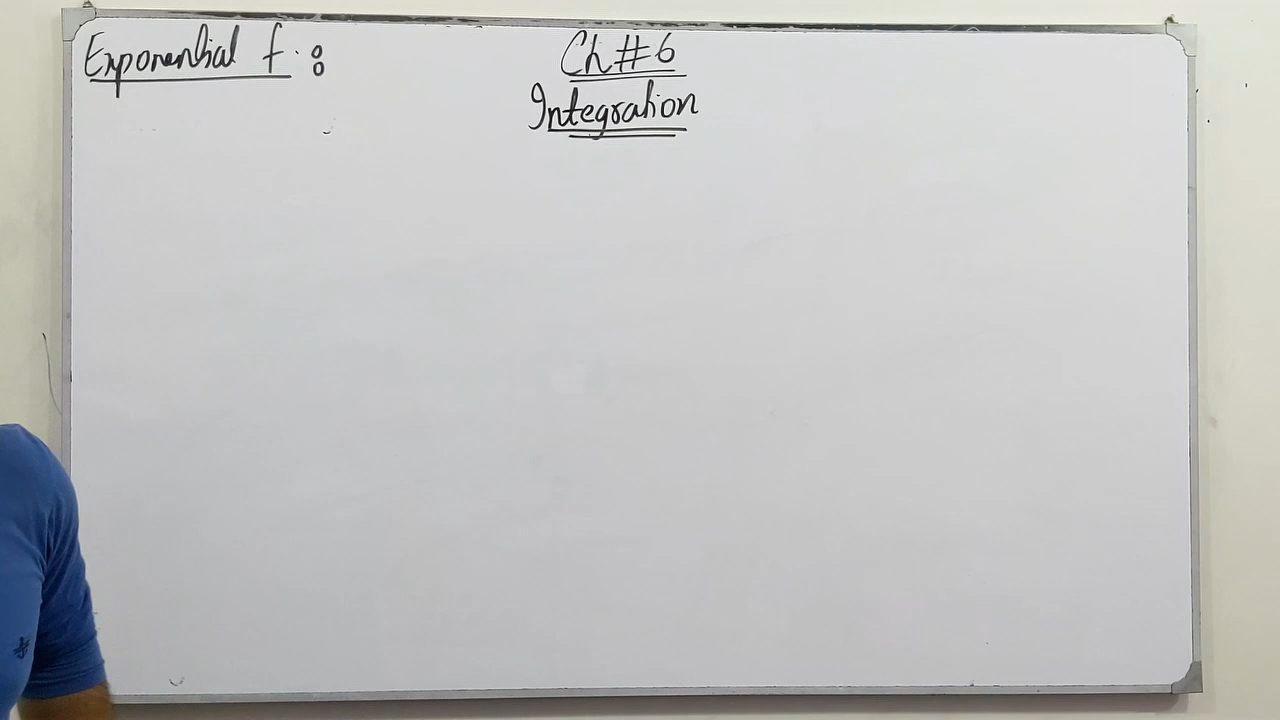 Exponential f. :
Ch # 6
Integration